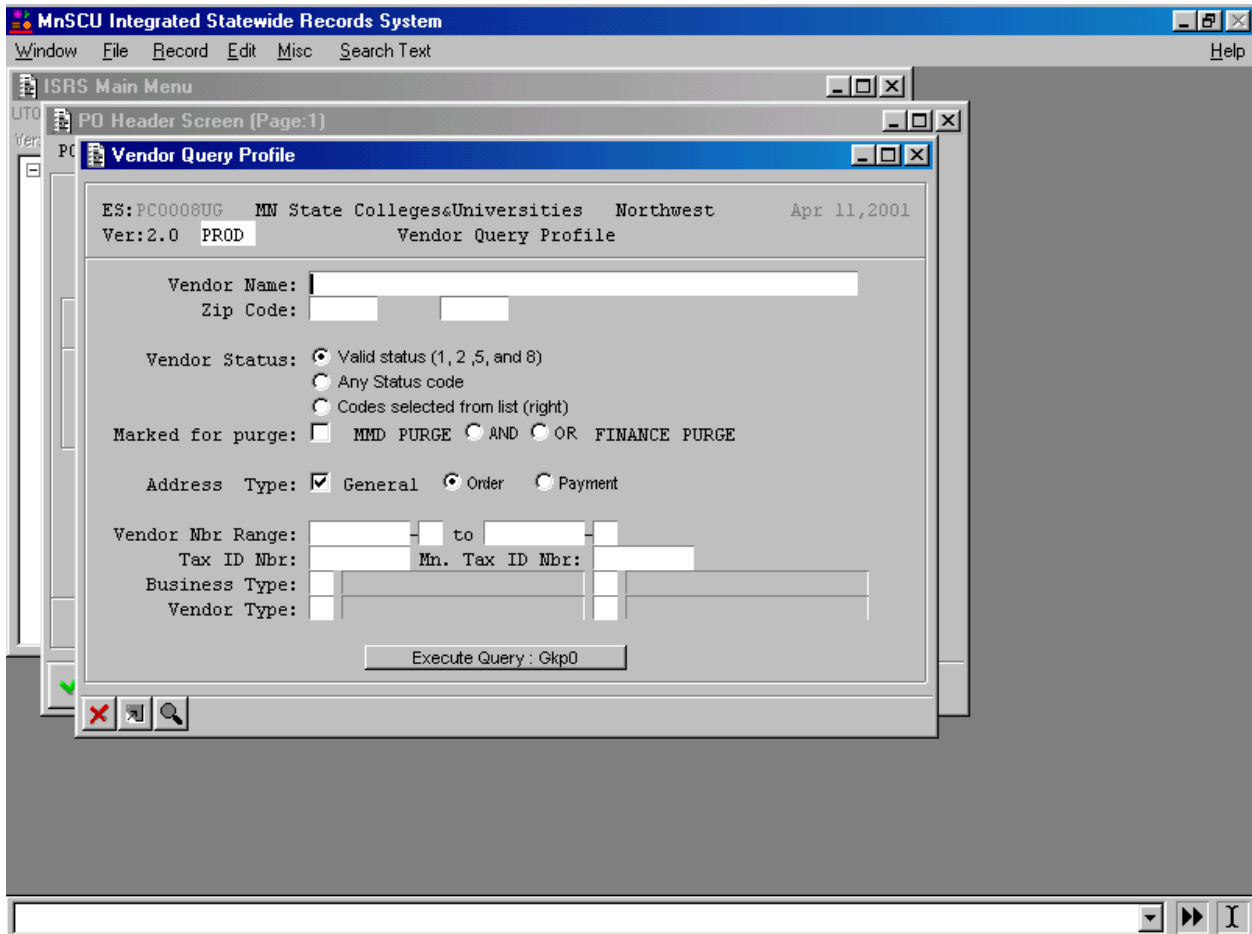 MnSCU Integrated Statewide Records System
Window File Record Edit Misc Search Text Help
ISRS Main Menu
UT0
PO Header Screen (Page:1)
Ver:
PO
Vendor Query Profile
ES:PC0008UG MN State Colleges&Universities Northwest Apr 11,2001
Ver:2.0 PROD Vendor Query Profile
Vendor Name:
Zip Code:
Vendor Status: Valid status (1, 2 ,5, and 8)
Any Status code
Codes selected from list (right)
Marked for purge: MMD PURGE AND OR FINANCE PURGE
Address Type: General Order Payment
Vendor Nbr Range: - to -
Tax ID Nbr: Mn. Tax ID Nbr:
Business Type:
Vendor Type:
Execute Query : Gkp0